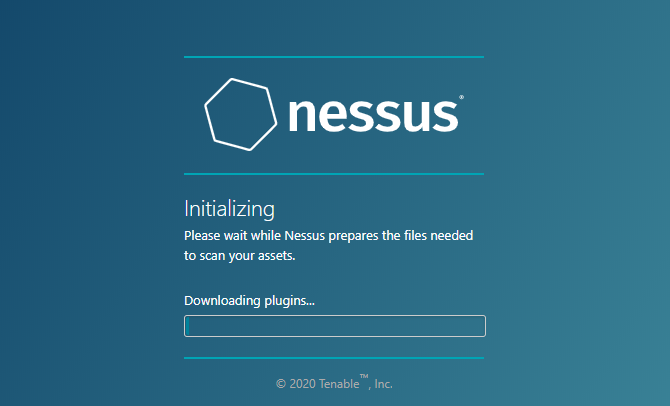 nessus®
Initializing
Please wait while Nessus prepares the files needed
to scan your assets.
Downloading plugins...
© 2020 Tenable™, Inc.